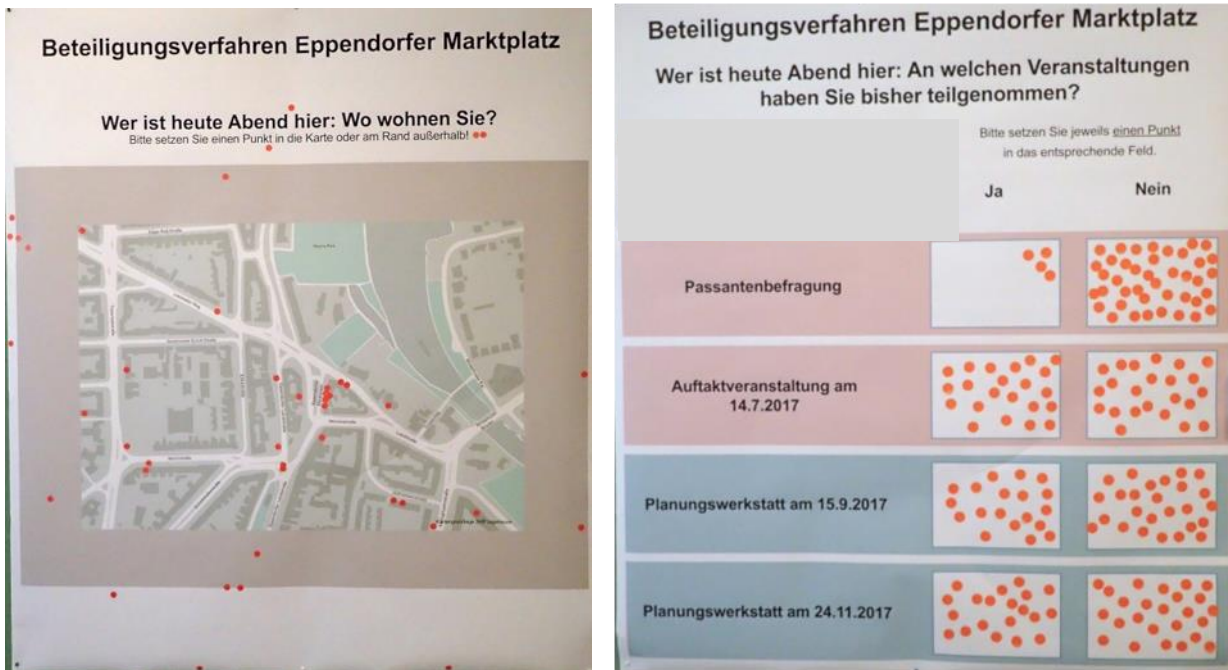 Beteiligungsverfahren Eppendorfer Marktplatz
Wer ist heute Abend hier: Wo wohnen Sie?
Bitte setzen Sie einen Punkt in die Karte oder am Rand außerhalb!
Beteiligungsverfahren Eppendorfer Marktplatz
Wer ist heute Abend hier: An welchen Veranstaltungen
haben Sie bisher teilgenommen?
Bitte setzen Sie jeweils einen Punkt
in das entsprechende Feld.
Ja Nein
Passantenbefragung
Auftaktveranstaltung am
14.7.2017
Planungswerkstatt am 15.9.2017
Planungswerkstatt am 24.11.2017